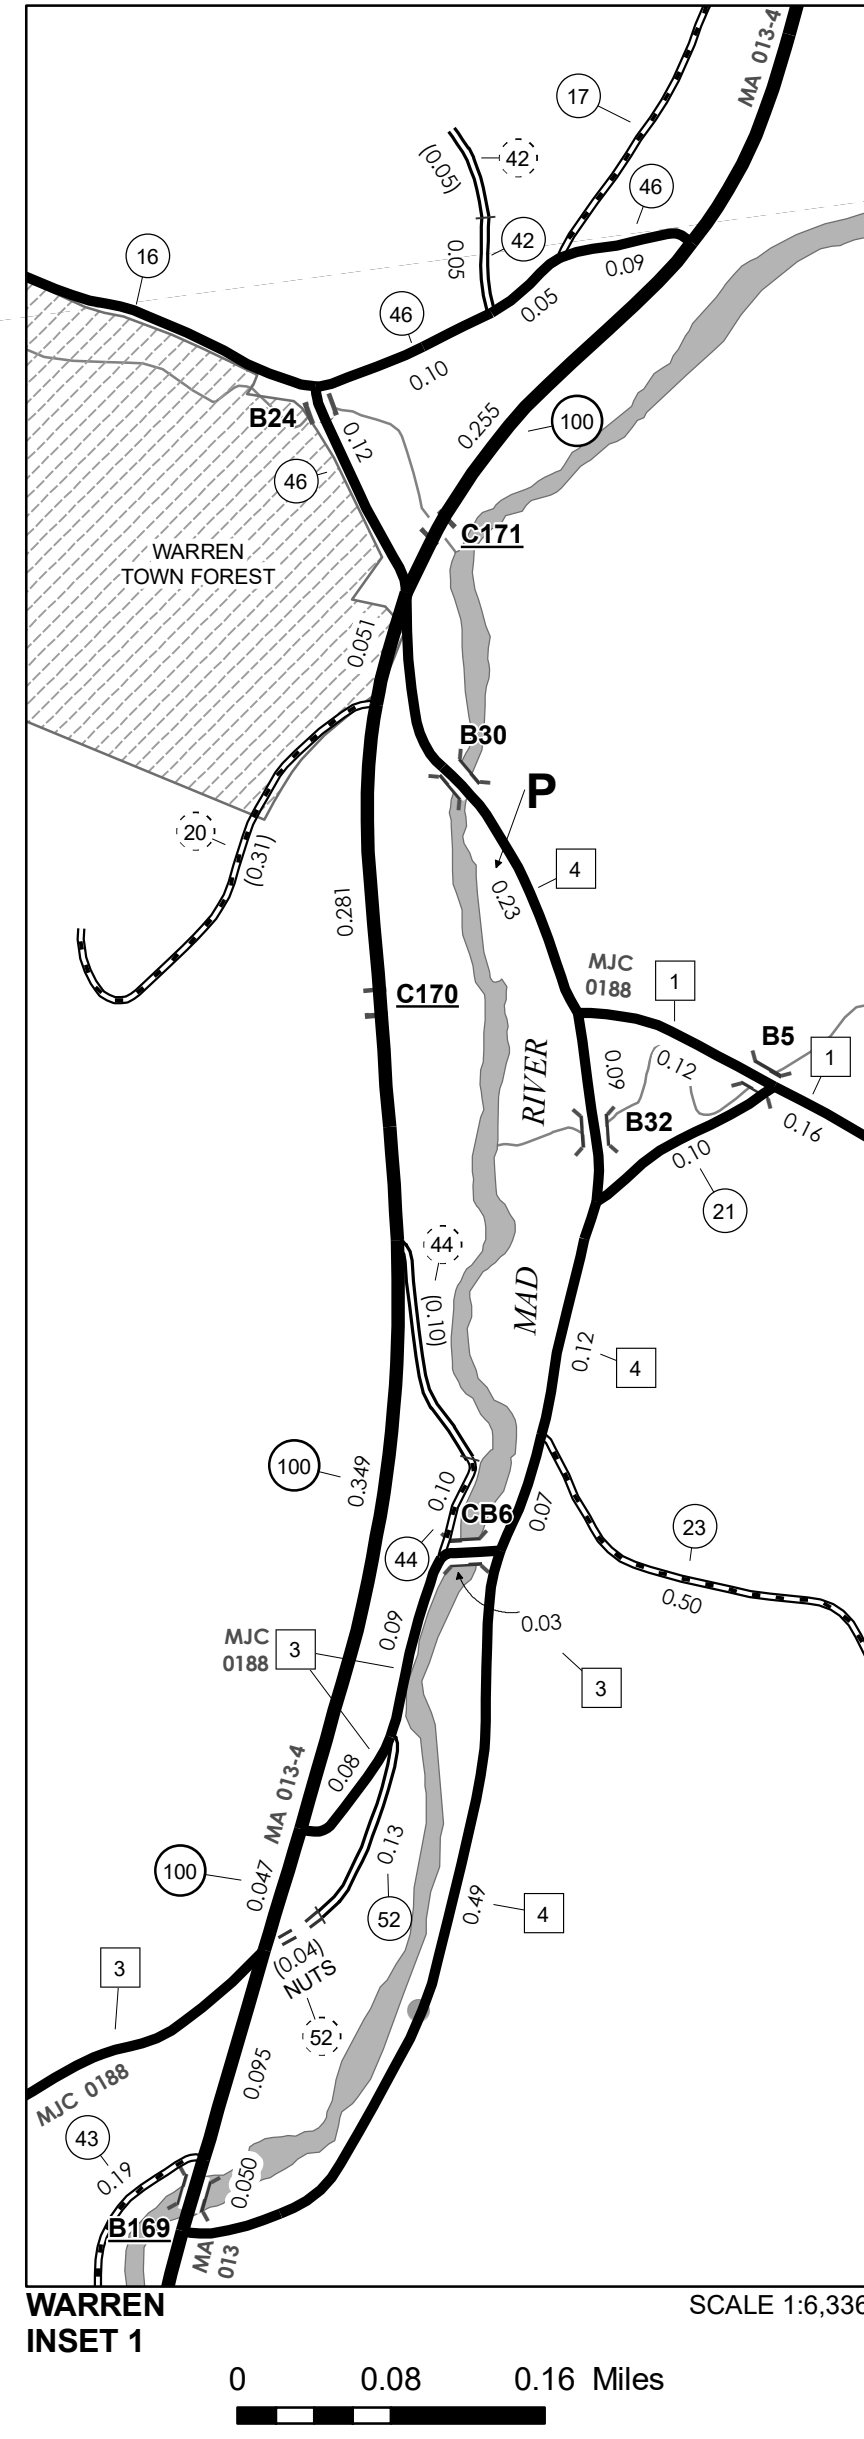 MA 013-4
17
42
(0.05)
46
42
0.05
0.09
16
0.05
46
0.10
B24
0.12
0.255
100
46
C171
WARREN
TOWN FOREST
0.051
B30
P
20
(0.31)
4
0.23
0.281
MJC
0188
1
C170
B5
1
RIVER
0.09
0.12
B32
0.16
0.10
21
44
(0.10)
MAD
0.12
4
100
0.349
0.10
CB6
0.07
23
44
0.50
0.09
0.03
MJC
0188
3
3
MA 013-4
0.08
0.13
100
0.047
52
0.49
4
(0.04)
NUTS
3
52
MJC 0188
0.095
43
0.19
0.050
B169
MA
013
WARREN
INSET 1
SCALE 1:6,336
0 0.08 0.16 Miles